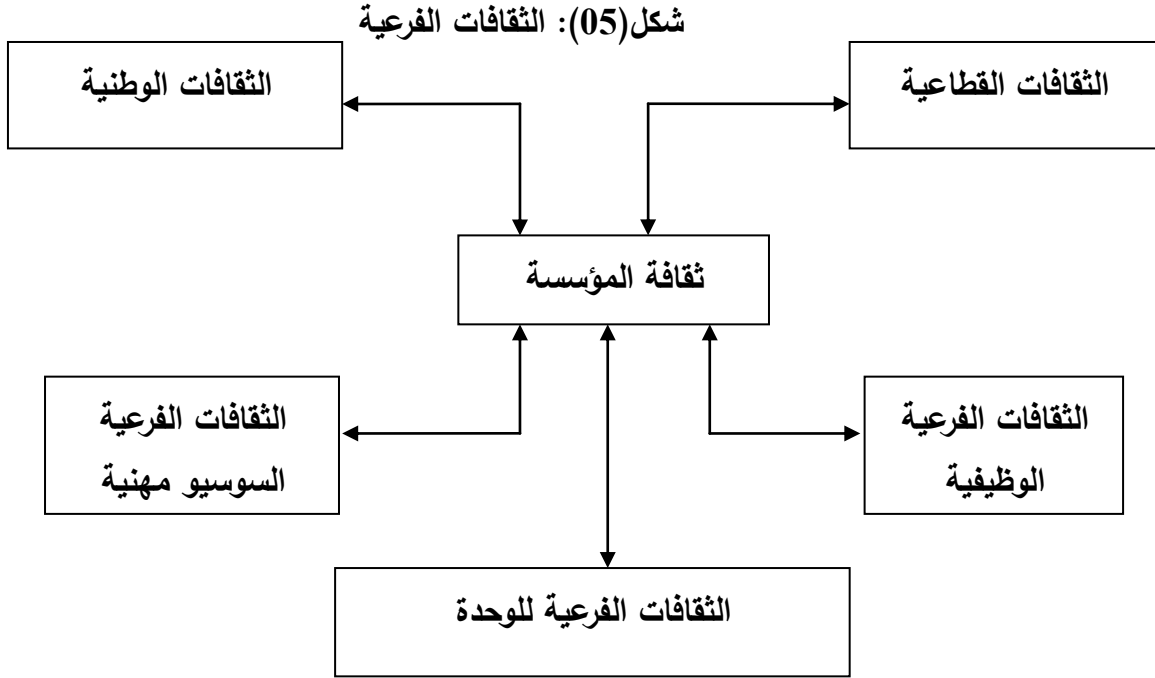 شكل(05): الثقافات الفرعية
الثقافات القطاعية
الثقافات الوطنية
ثقافة المؤسسة
الثقافات الفرعية
الوظيفية
الثقافات الفرعية
السوسيو مهنية
الثقافات الفرعية للوحدة